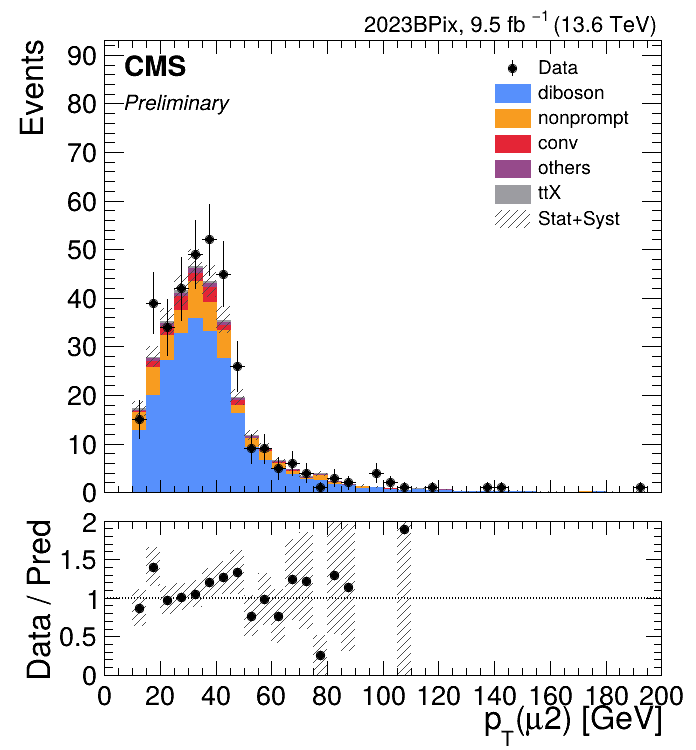 2023BPix, 9.5 fb⁻¹ (13.6 TeV)
CMS
Preliminary
Events
90
80
70
60
50
40
30
20
10
0
Data
diboson
nonprompt
conv
others
ttX
Stat+Syst
Data / Pred
2
1.5
1
0.5
0
0 20 40 60 80 100 120 140 160 180 200
p_T(μ2) [GeV]